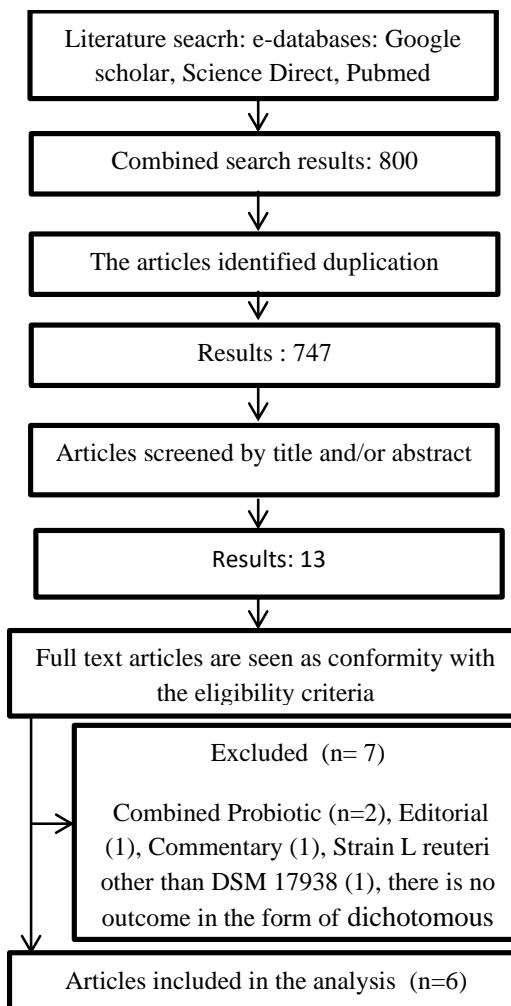 Literature seacrh: e-databases: Google
scholar, Science Direct, Pubmed
Combined search results: 800
The articles identified duplication
Results : 747
Articles screened by title and/or abstract
Results: 13
Full text articles are seen as conformity with
the eligibility criteria
Excluded (n= 7)
Combined Probiotic (n=2), Editorial
(1), Commentary (1), Strain L reuteri
other than DSM 17938 (1), there is no
outcome in the form of dichotomous
Articles included in the analysis (n=6)